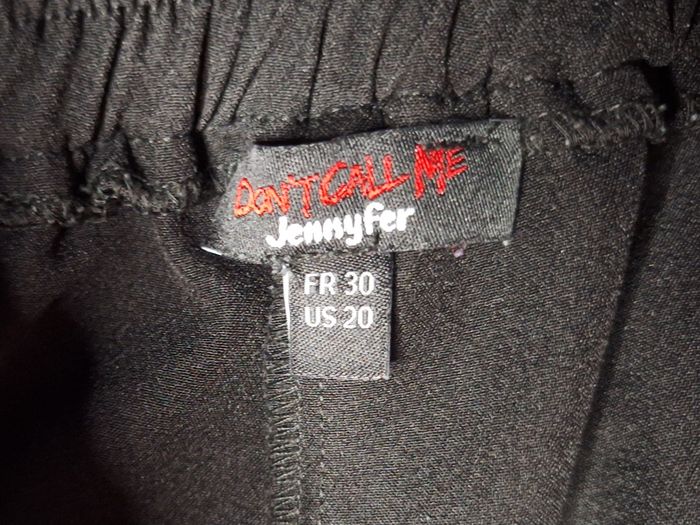 DON'T CALL ME
Jennyfer
FR 30
US 20